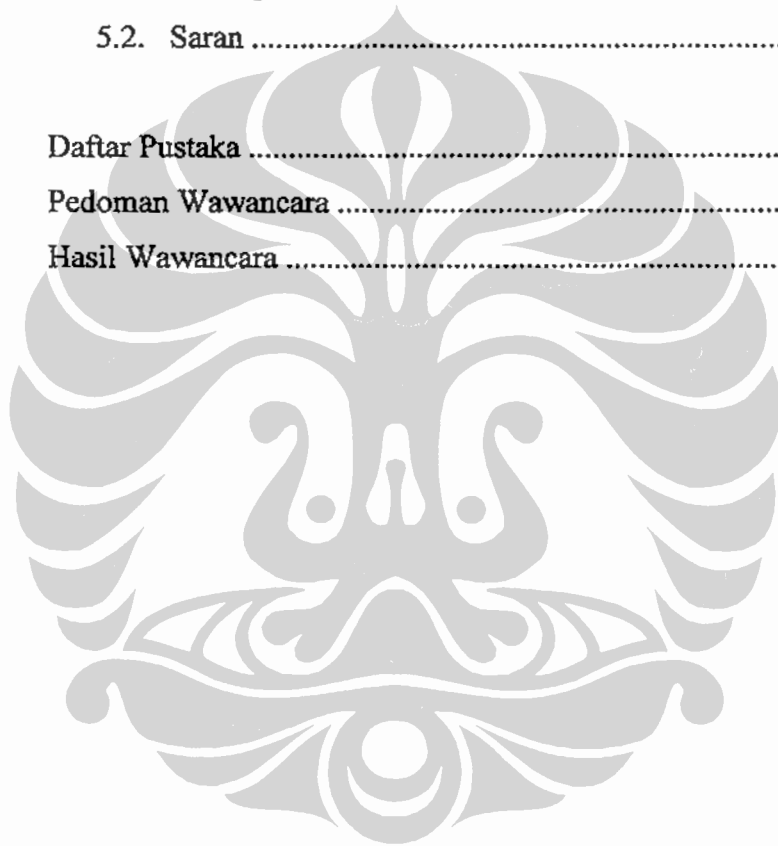 5.2. Saran ..........................................................................
Daftar Pustaka ..........................................................................
Pedoman Wawancara ...............................................................
Hasil Wawancara ......................................................................